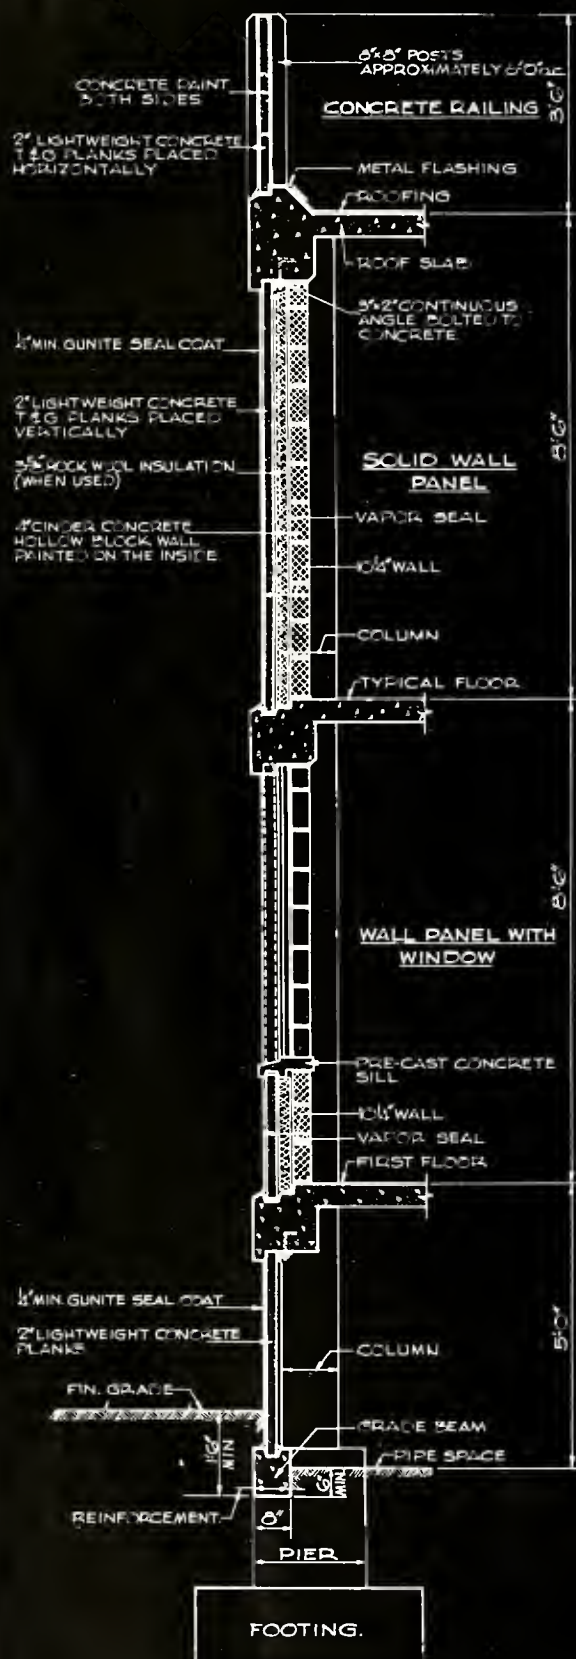 8"x8" POSTS
APPROXIMATELY 6'0" O.C.
CONCRETE PAINT
BOTH SIDES
CONCRETE RAILING
3'6"
2" LIGHTWEIGHT CONCRETE
T&G PLANKS PLACED
HORIZONTALLY
METAL FLASHING
ROOFING
ROOF SLAB
3"x2" CONTINUOUS
ANGLE BOLTED TO
CONCRETE
¼" MIN. GUNITE SEAL COAT
2" LIGHTWEIGHT CONCRETE
T&G PLANKS PLACED
VERTICALLY
8'6"
SOLID WALL
PANEL
ROCK WOOL INSULATION
(WHEN USED)
VAPOR SEAL
4" CINDER CONCRETE
HOLLOW BLOCK WALL
PAINTED ON THE INSIDE
10¼" WALL
COLUMN
TYPICAL FLOOR
8'6"
WALL PANEL WITH
WINDOW
PRE-CAST CONCRETE
SILL
10¼" WALL
VAPOR SEAL
FIRST FLOOR
¼" MIN. GUNITE SEAL COAT
2" LIGHTWEIGHT CONCRETE
PLANKS
5'0"
COLUMN
FIN. GRADE
1'6"
MIN
GRADE BEAM
PIPE SPACE
6"
MIN
REINFORCEMENT
8"
PIER
FOOTING.